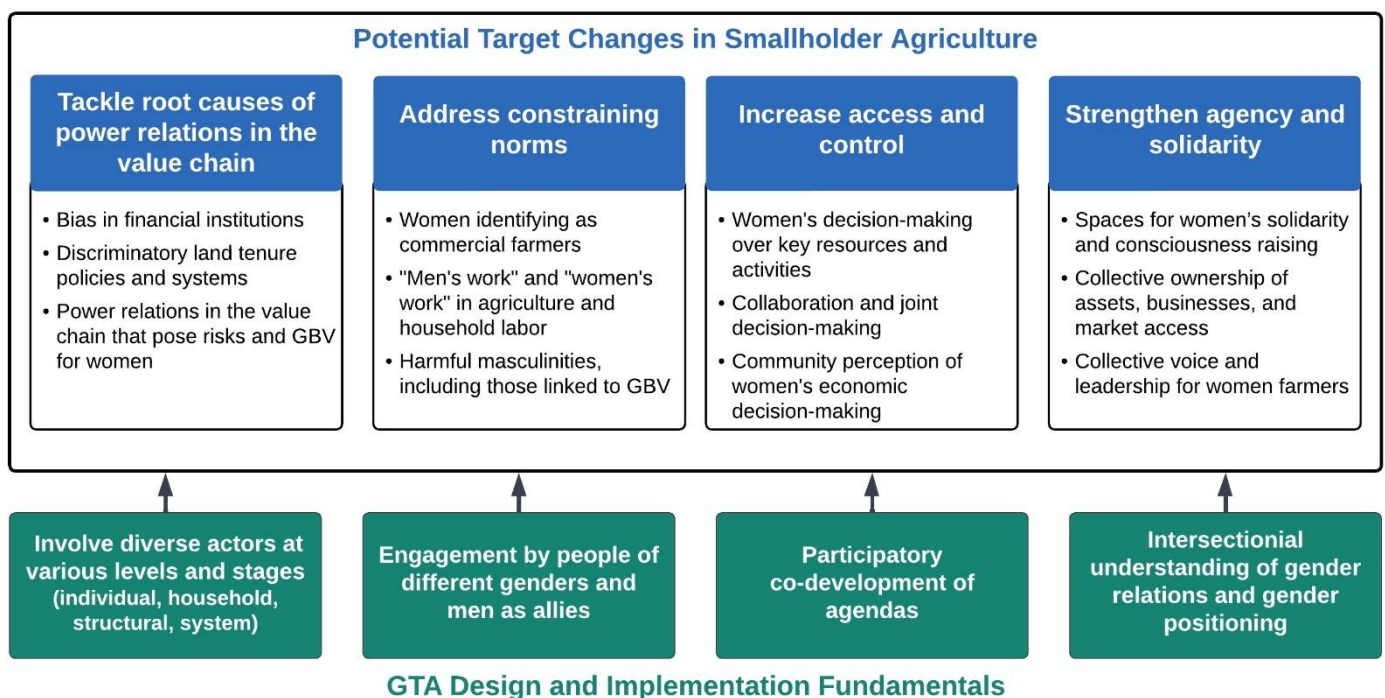 Potential Target Changes in Smallholder Agriculture
Tackle root causes of
power relations in the
value chain
• Bias in financial institutions
• Discriminatory land tenure
policies and systems
• Power relations in the value
chain that pose risks and GBV
for women
Address constraining
norms
• Women identifying as
commercial farmers
• "Men's work" and "women's
work" in agriculture and
household labor
• Harmful masculinities,
including those linked to GBV
Increase access and
control
• Women's decision-making
over key resources and
activities
• Collaboration and joint
decision-making
• Community perception of
women's economic
decision-making
Strengthen agency and
solidarity
• Spaces for women’s solidarity
and consciousness raising
• Collective ownership of
assets, businesses, and
market access
• Collective voice and
leadership for women farmers
Involve diverse actors at
various levels and stages
(individual, household,
structural, system)
Engagement by people of
different genders and
men as allies
Participatory
co-development of
agendas
Intersectionial
understanding of gender
relations and gender
positioning
GTA Design and Implementation Fundamentals